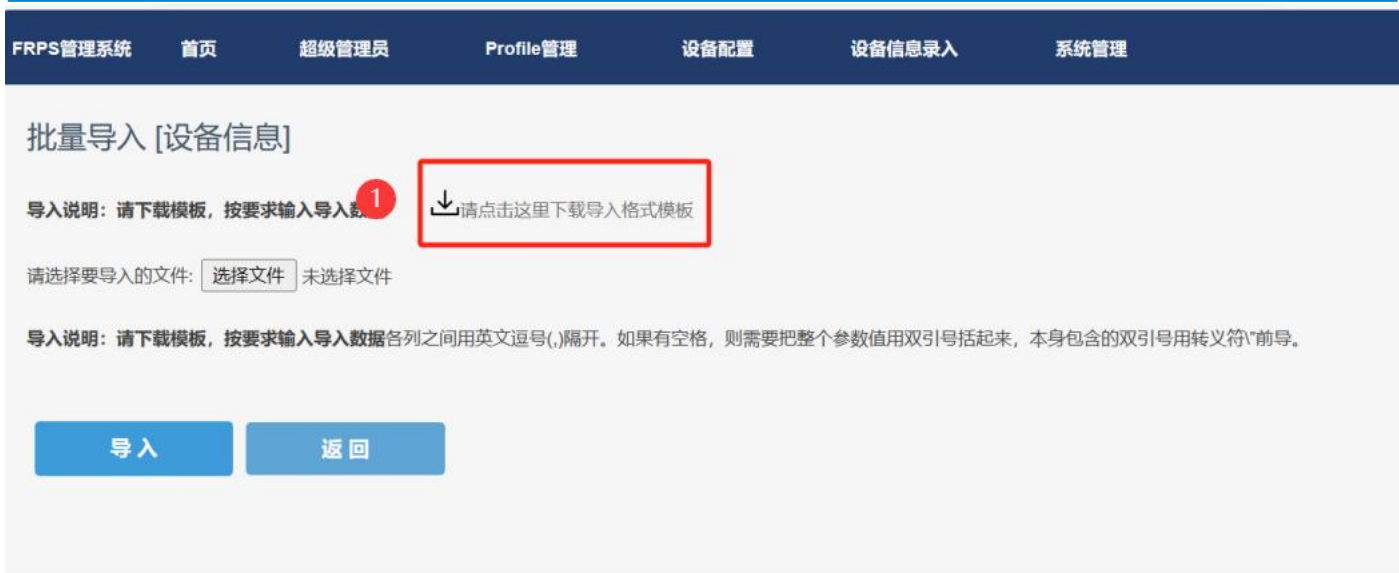 FRPS管理系统 首页 超级管理员 Profile管理 设备配置 设备信息录入 系统管理
批量导入 [设备信息]
导入说明：请下载模板，按要求输入导入数 1 请点击这里下载导入格式模板
请选择要导入的文件: 选择文件 未选择文件
导入说明：请下载模板，按要求输入导入数据各列之间用英文逗号(,)隔开。如果有空格，则需要把整个参数值用双引号括起来，本身包含的双引号用转义符\"前导。
导入 返回